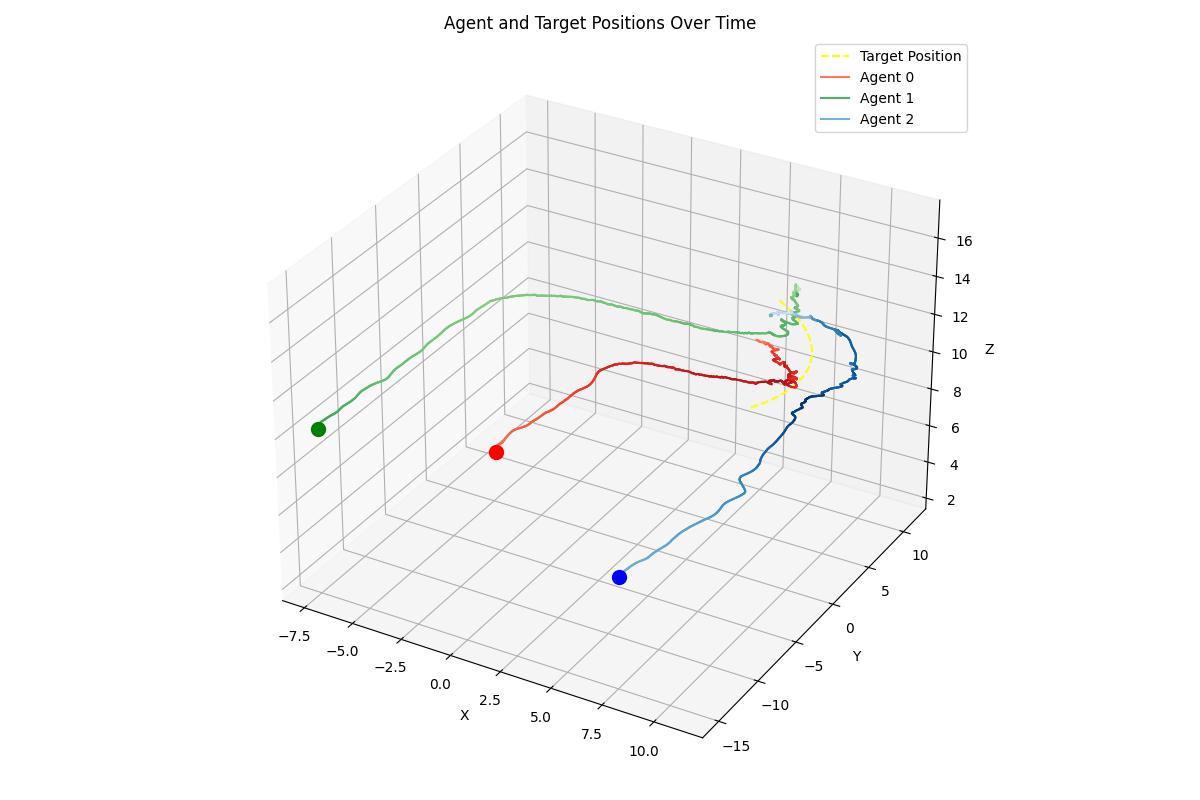 Agent and Target Positions Over Time
Target Position
Agent 0
Agent 1
Agent 2
16
14
12
10
8
6
4
2
Z
10
5
0
−5
−10
−15
Y
−7.5
−5.0
−2.5
0.0
2.5
5.0
7.5
10.0
X